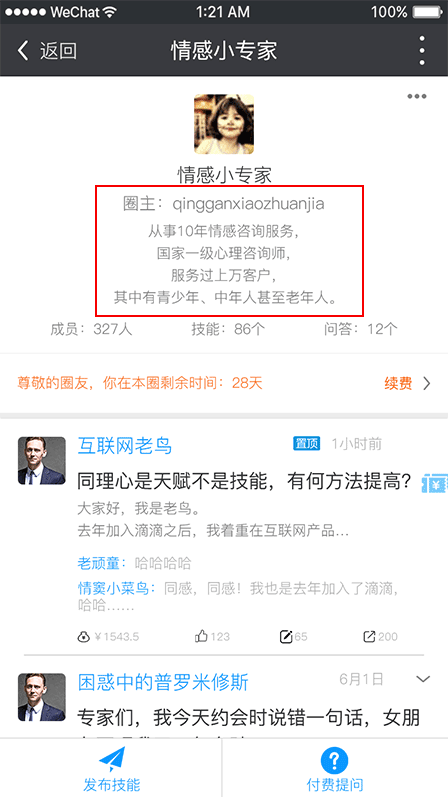 WeChat 1:21 AM 100%
返回 情感小专家
情感小专家
圈主：qingganxiaozhuanjia
从事10年情感咨询服务，
国家一级心理咨询师，
服务过上万客户，
其中有青少年、中年人甚至老年人。
成员：327人 技能：86个 问答：12个
尊敬的圈友，你在本圈剩余时间：28天 续费
互联网老鸟 置顶 1小时前
同理心是天赋不是技能，有何方法提高？
大家好，我是老鸟。
去年加入滴滴之后，我着重在互联网产品...
老顽童：哈哈哈哈
情窦小菜鸟：同感，同感！我也是去年加入了滴滴，
哈哈……
￥1543.5 123 65 200
困惑中的普罗米修斯 6月1日
专家们，我今天约会时说错一句话，女朋
发布技能 付费提问